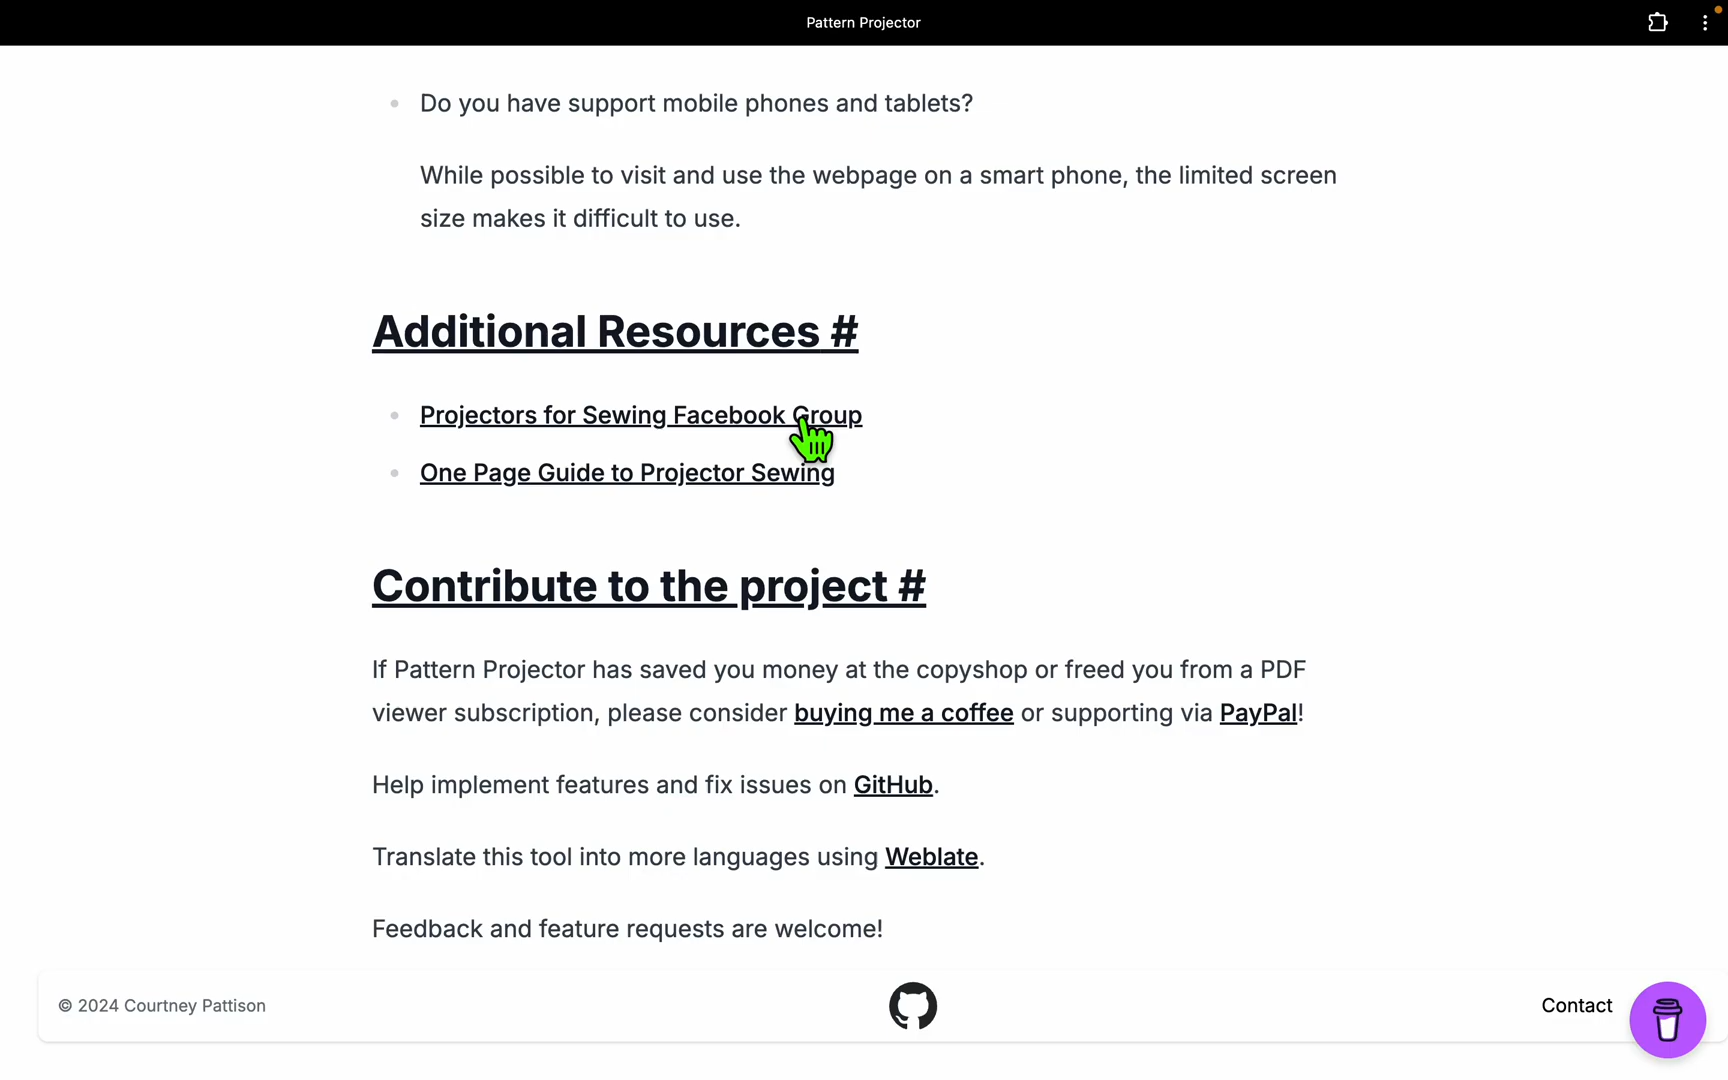 Pattern Projector
Do you have support mobile phones and tablets?
While possible to visit and use the webpage on a smart phone, the limited screen
size makes it difficult to use.
Additional Resources #
Projectors for Sewing Facebook Group
One Page Guide to Projector Sewing
Contribute to the project #
If Pattern Projector has saved you money at the copyshop or freed you from a PDF
viewer subscription, please consider buying me a coffee or supporting via PayPal!
Help implement features and fix issues on GitHub.
Translate this tool into more languages using Weblate.
Feedback and feature requests are welcome!
© 2024 Courtney Pattison
Contact